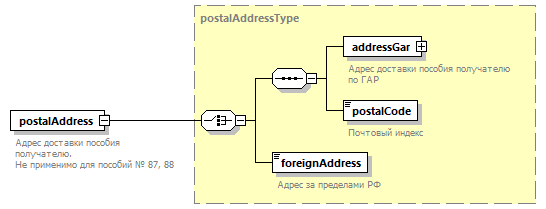 postalAddressType
addressGar
Адрес доставки пособия получателю
по ГАР
postalAddress
Адрес доставки пособия
получателю.
Не применимо для пособий № 87, 88
postalCode
Почтовый индекс
foreignAddress
Адрес за пределами РФ